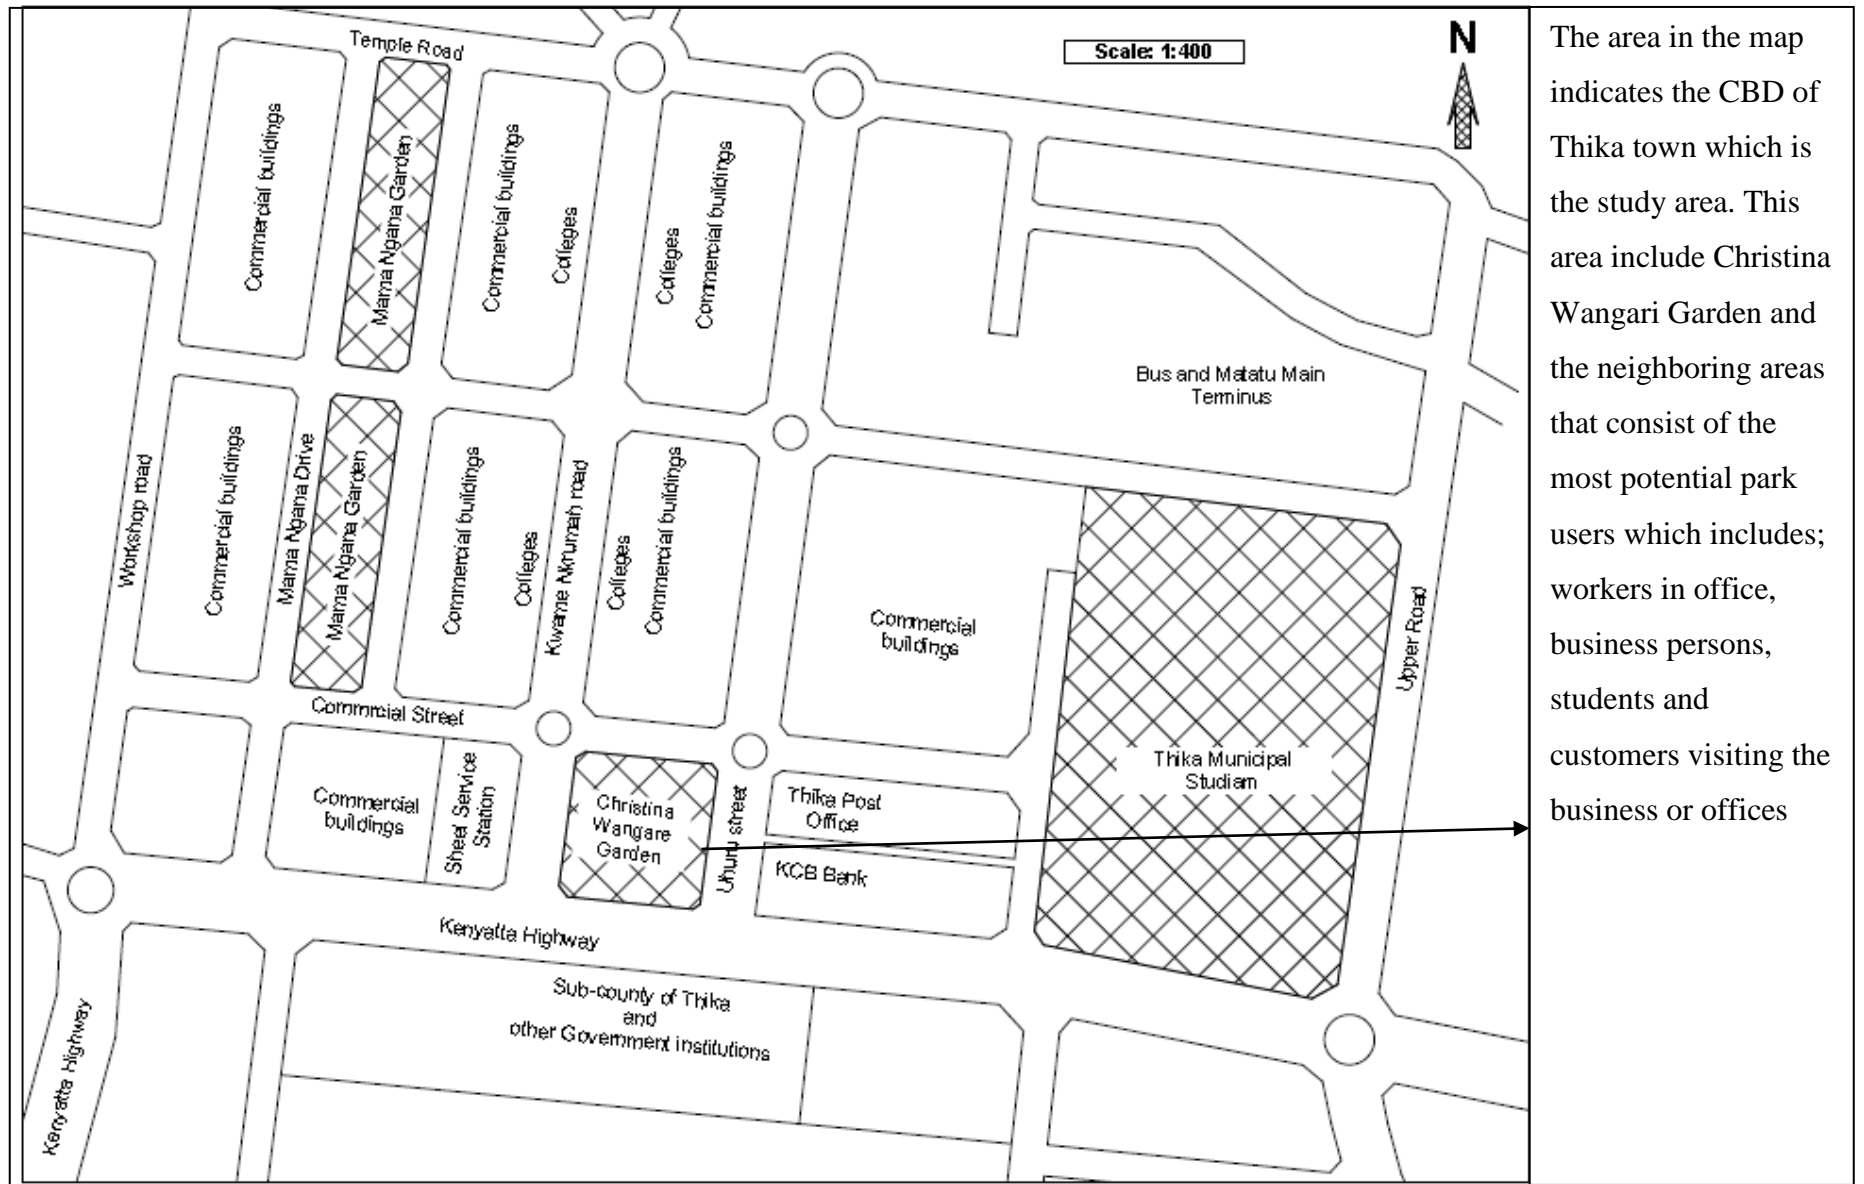 Temple Road
Scale: 1:400
N
Commercial buildings
Mama Ngana Garden
Commercial buildings
Colleges
Colleges
Commercial buildings
Bus and Matatu Main
Terminus
Workshop road
Commercial buildings
Mama Ngana Drive
Mama Ngana Garden
Commercial buildings
Colleges
Kwame Nkrumah road
Colleges
Commercial buildings
Commercial
buildings
Upper Road
Commrcial Street
Commercial
buildings
Sheel Service
Station
Christina
Wangare
Garden
Uhuru street
Thika Post
Office
KCB Bank
Thika Municipal
Studiam
Kenyatta Highway
Sub-county of Thika
and
other Government institutions
Kenyatta Highway
The area in the map
indicates the CBD of
Thika town which is
the study area. This
area include Christina
Wangari Garden and
the neighboring areas
that consist of the
most potential park
users which includes;
workers in office,
business persons,
students and
customers visiting the
business or offices